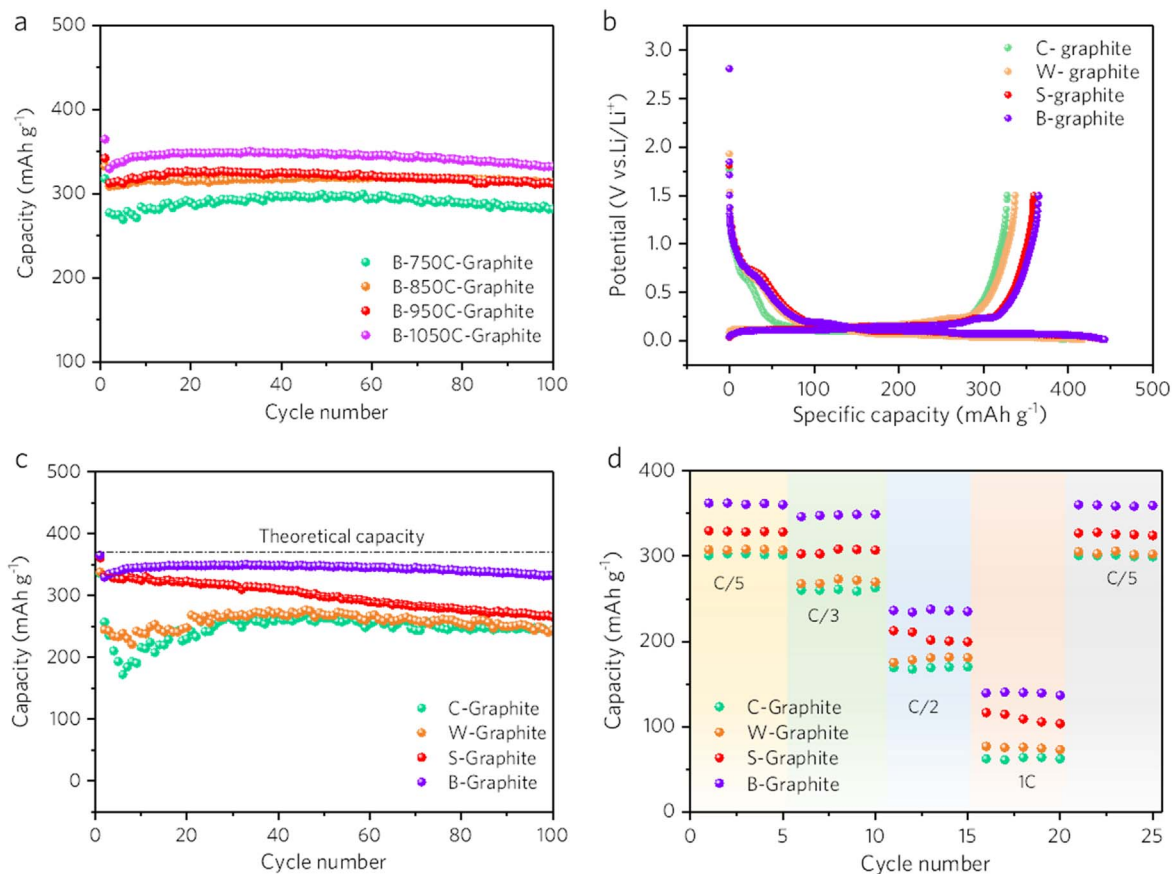 a
500
400
300
200
100
0
20
40
60
80
100
Capacity (mAh g⁻¹)
Cycle number
B-750C-Graphite
B-850C-Graphite
B-950C-Graphite
B-1050C-Graphite
b
3.0
2.5
2.0
1.5
1.0
0.5
0.0
0
100
200
300
400
500
Potential (V vs.Li/Li⁺)
Specific capacity (mAh g⁻¹)
C- graphite
W- graphite
S-graphite
B-graphite
c
500
400
350
300
250
200
50
0
0
20
40
60
80
100
Capacity (mAh g⁻¹)
Cycle number
Theoretical capacity
C-Graphite
W-Graphite
S-Graphite
B-Graphite
d
400
300
200
100
0
0
5
10
15
20
25
Capacity (mAh g⁻¹)
Cycle number
C/5
C/3
C/2
1C
C/5
C-Graphite
W-Graphite
S-Graphite
B-Graphite